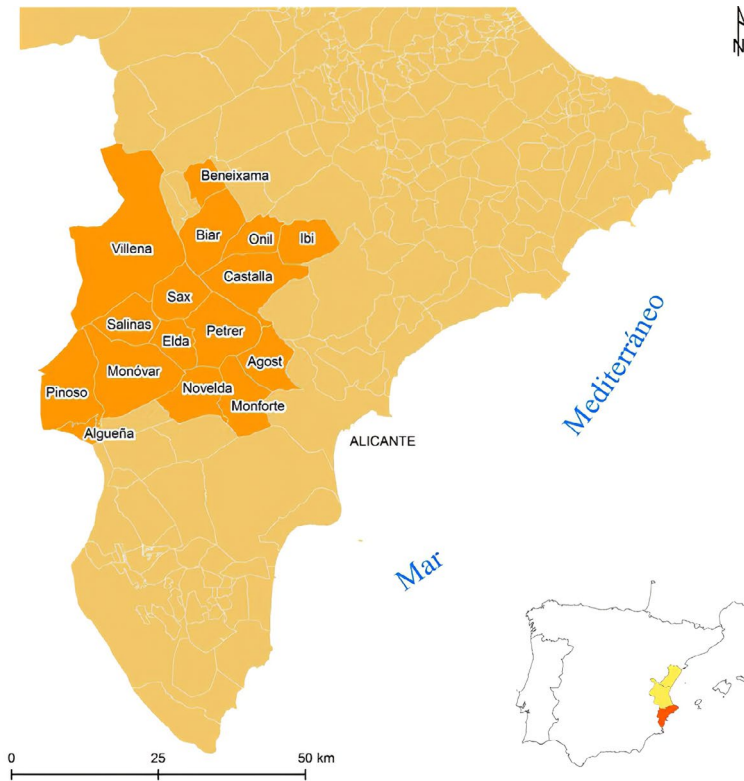 N
Beneixama
Villena
Biar
Onil
Ibi
Castalla
Sax
Salinas
Elda
Petrer
Agost
Monóvar
Pinoso
Novelda
Monforte
Algueña
ALICANTE
Mar
Mediterráneo
0 25 50 km